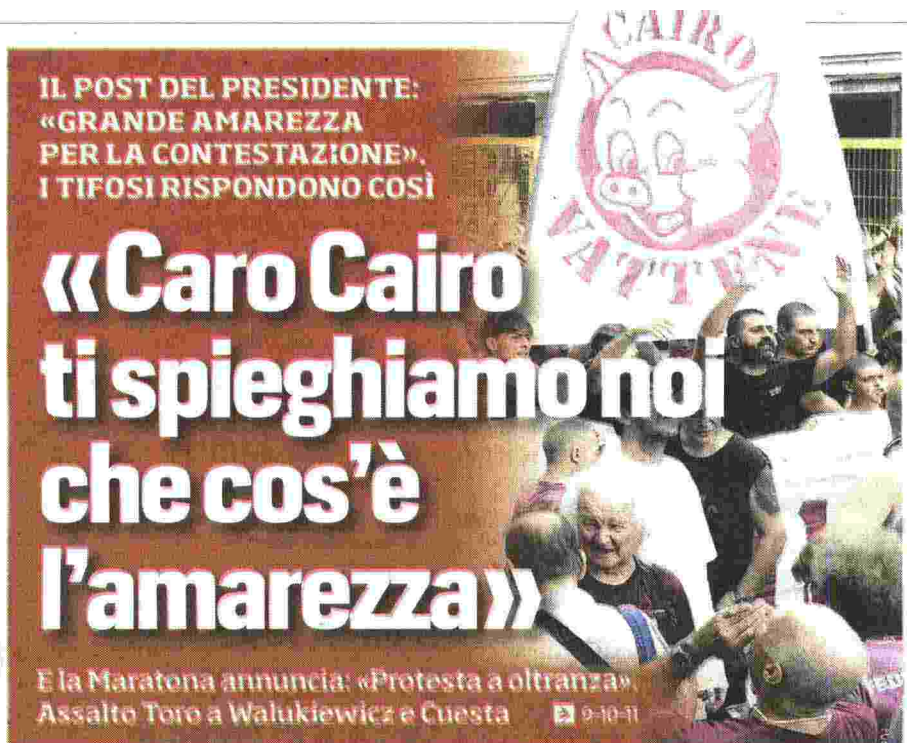 CAIRO
VATTENE
IL POST DEL PRESIDENTE:
«GRANDE AMAREZZA
PER LA CONTESTAZIONE».
I TIFOSI RISPONDONO COSÌ
«Caro Cairo
ti spieghiamo noi
che cos'è
l'amarezza»
E la Maratona annuncia: «Protesta a oltranza».
Assalto Toro a Walukiewicz e Cuesta 9-10-11